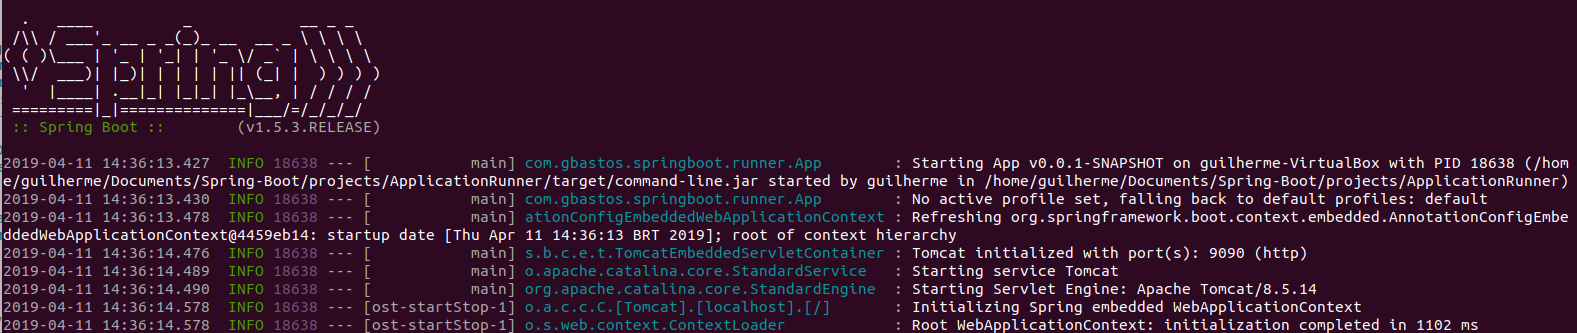 .   ____          _            __ _ _
 /\\ / ___'_ __ _ _(_)_ __  __ _ \ \ \ \
( ( )\___ | '_ | '_| | '_ \/ _` | \ \ \ \
 \\/  ___)| |_)| | | | | || (_| |  ) ) ) )
  '  |____| .__|_| |_|_| |_\__, | / / / /
 =========|_|==============|___/=/_/_/_/
 :: Spring Boot ::        (v1.5.3.RELEASE)
2019-04-11 14:36:13.427  INFO 18638 --- [           main] com.gbastos.springboot.runner.App        : Starting App v0.0.1-SNAPSHOT on guilherme-VirtualBox with PID 18638 (/hom
e/guilherme/Documents/Spring-Boot/projects/ApplicationRunner/target/command-line.jar started by guilherme in /home/guilherme/Documents/Spring-Boot/projects/ApplicationRunner)
2019-04-11 14:36:13.430  INFO 18638 --- [           main] com.gbastos.springboot.runner.App        : No active profile set, falling back to default profiles: default
2019-04-11 14:36:13.478  INFO 18638 --- [           main] ationConfigEmbeddedWebApplicationContext : Refreshing org.springframework.boot.context.embedded.AnnotationConfigEmbe
ddedWebApplicationContext@4459eb14: startup date [Thu Apr 11 14:36:13 BRT 2019]; root of context hierarchy
2019-04-11 14:36:14.476  INFO 18638 --- [           main] s.b.c.e.t.TomcatEmbeddedServletContainer : Tomcat initialized with port(s): 9090 (http)
2019-04-11 14:36:14.489  INFO 18638 --- [           main] o.apache.catalina.core.StandardService   : Starting service Tomcat
2019-04-11 14:36:14.490  INFO 18638 --- [           main] org.apache.catalina.core.StandardEngine  : Starting Servlet Engine: Apache Tomcat/8.5.14
2019-04-11 14:36:14.578  INFO 18638 --- [ost-startStop-1] o.a.c.c.C.[Tomcat].[localhost].[/]       : Initializing Spring embedded WebApplicationContext
2019-04-11 14:36:14.578  INFO 18638 --- [ost-startStop-1] o.s.web.context.ContextLoader            : Root WebApplicationContext: initialization completed in 1102 ms